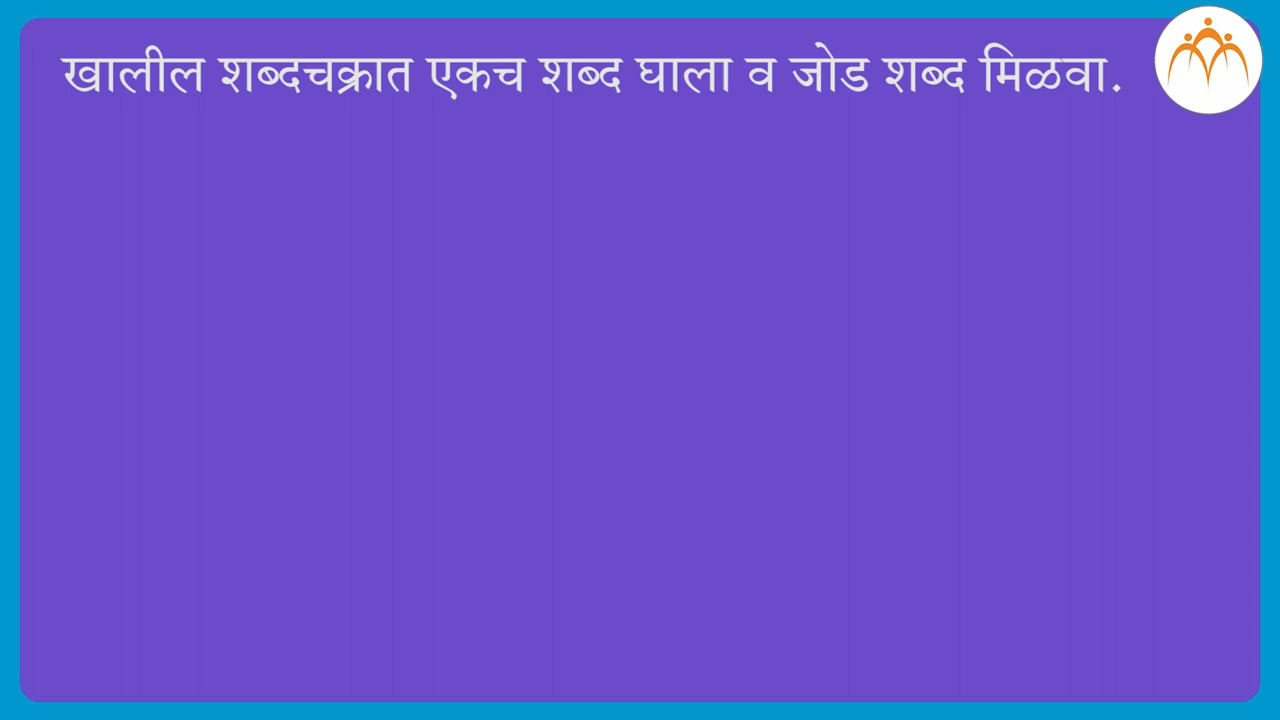 खालील शब्दचक्रात एकच शब्द घाला व जोड शब्द मिळवा.